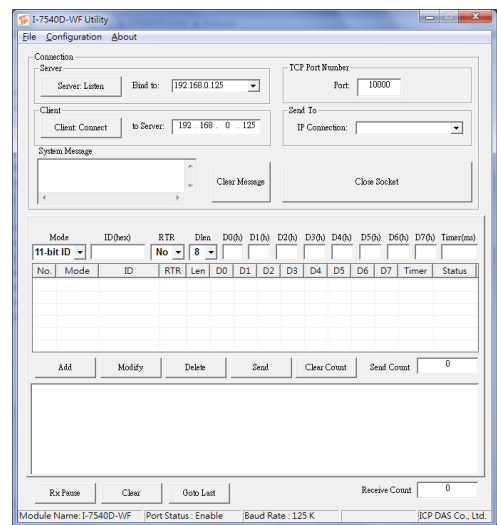 I-7540D-WF Utility
File Configuration About
Connection
Server
Server: Listen Bind to: 192.168.0.125
TCP Port Number
Port: 10000
Client
Client: Connect to Server: 192 . 168 . 0 . 125
Send To
IP Connection:
System Message
Clear Message Close Socket
Mode ID(hex) RTR Dlen D0(h) D1(h) D2(h) D3(h) D4(h) D5(h) D6(h) D7(h) Timer(ms)
11-bit ID No 8
No. Mode ID RTR Len D0 D1 D2 D3 D4 D5 D6 D7 Timer Status
Add Modify Delete Send Clear Count Send Count 0
Rx Pause Clear Goto Last Receive Count 0
Module Name: I-7540D-WF Port Status : Enable Baud Rate : 125 K ICP DAS Co., Ltd.